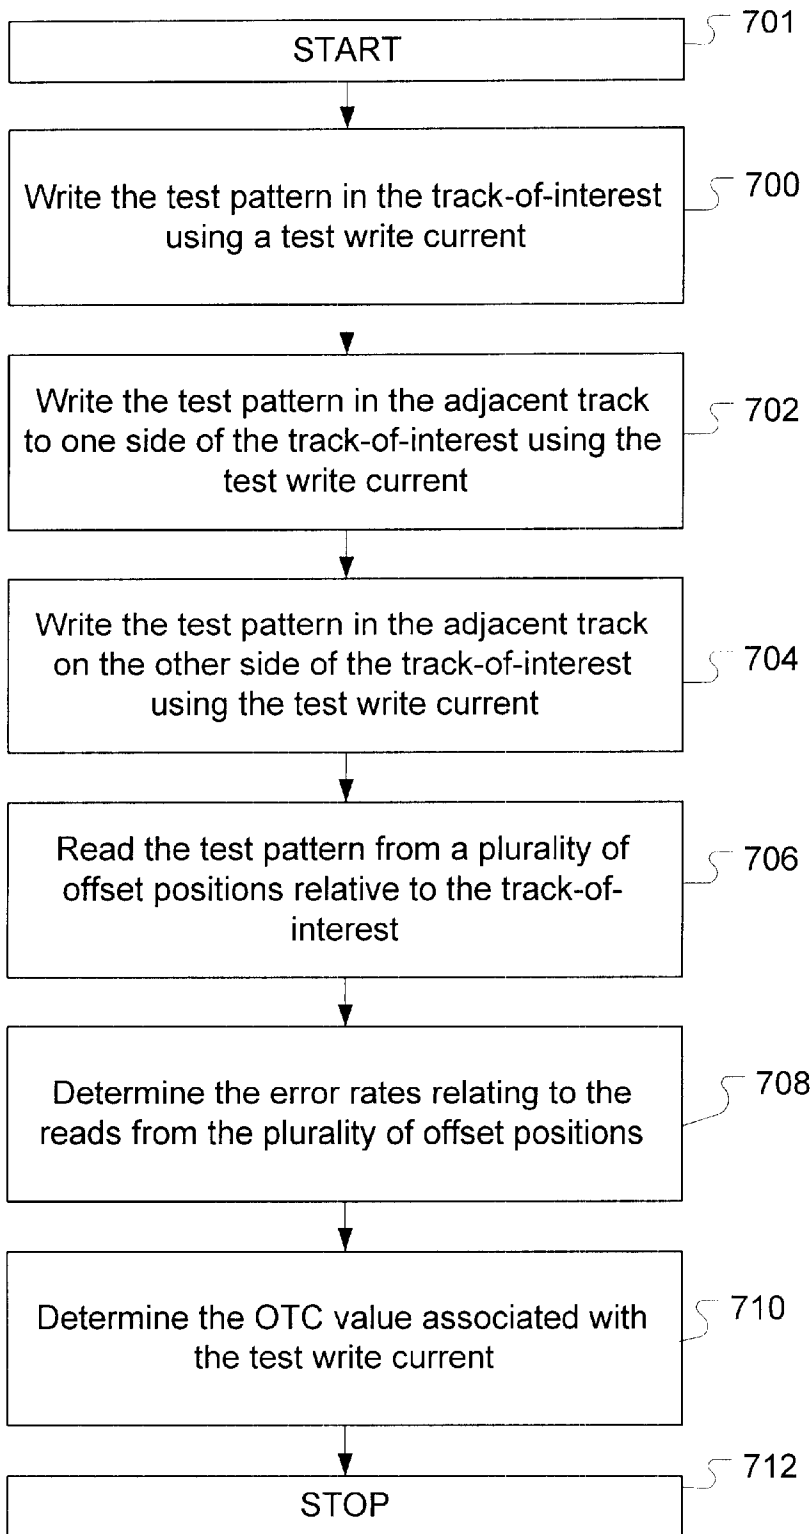 START
701
Write the test pattern in the track-of-interest
using a test write current
700
Write the test pattern in the adjacent track
to one side of the track-of-interest using the
test write current
702
Write the test pattern in the adjacent track
on the other side of the track-of-interest
using the test write current
704
Read the test pattern from a plurality of
offset positions relative to the track-of-
interest
706
Determine the error rates relating to the
reads from the plurality of offset positions
708
Determine the OTC value associated with
the test write current
710
STOP
712